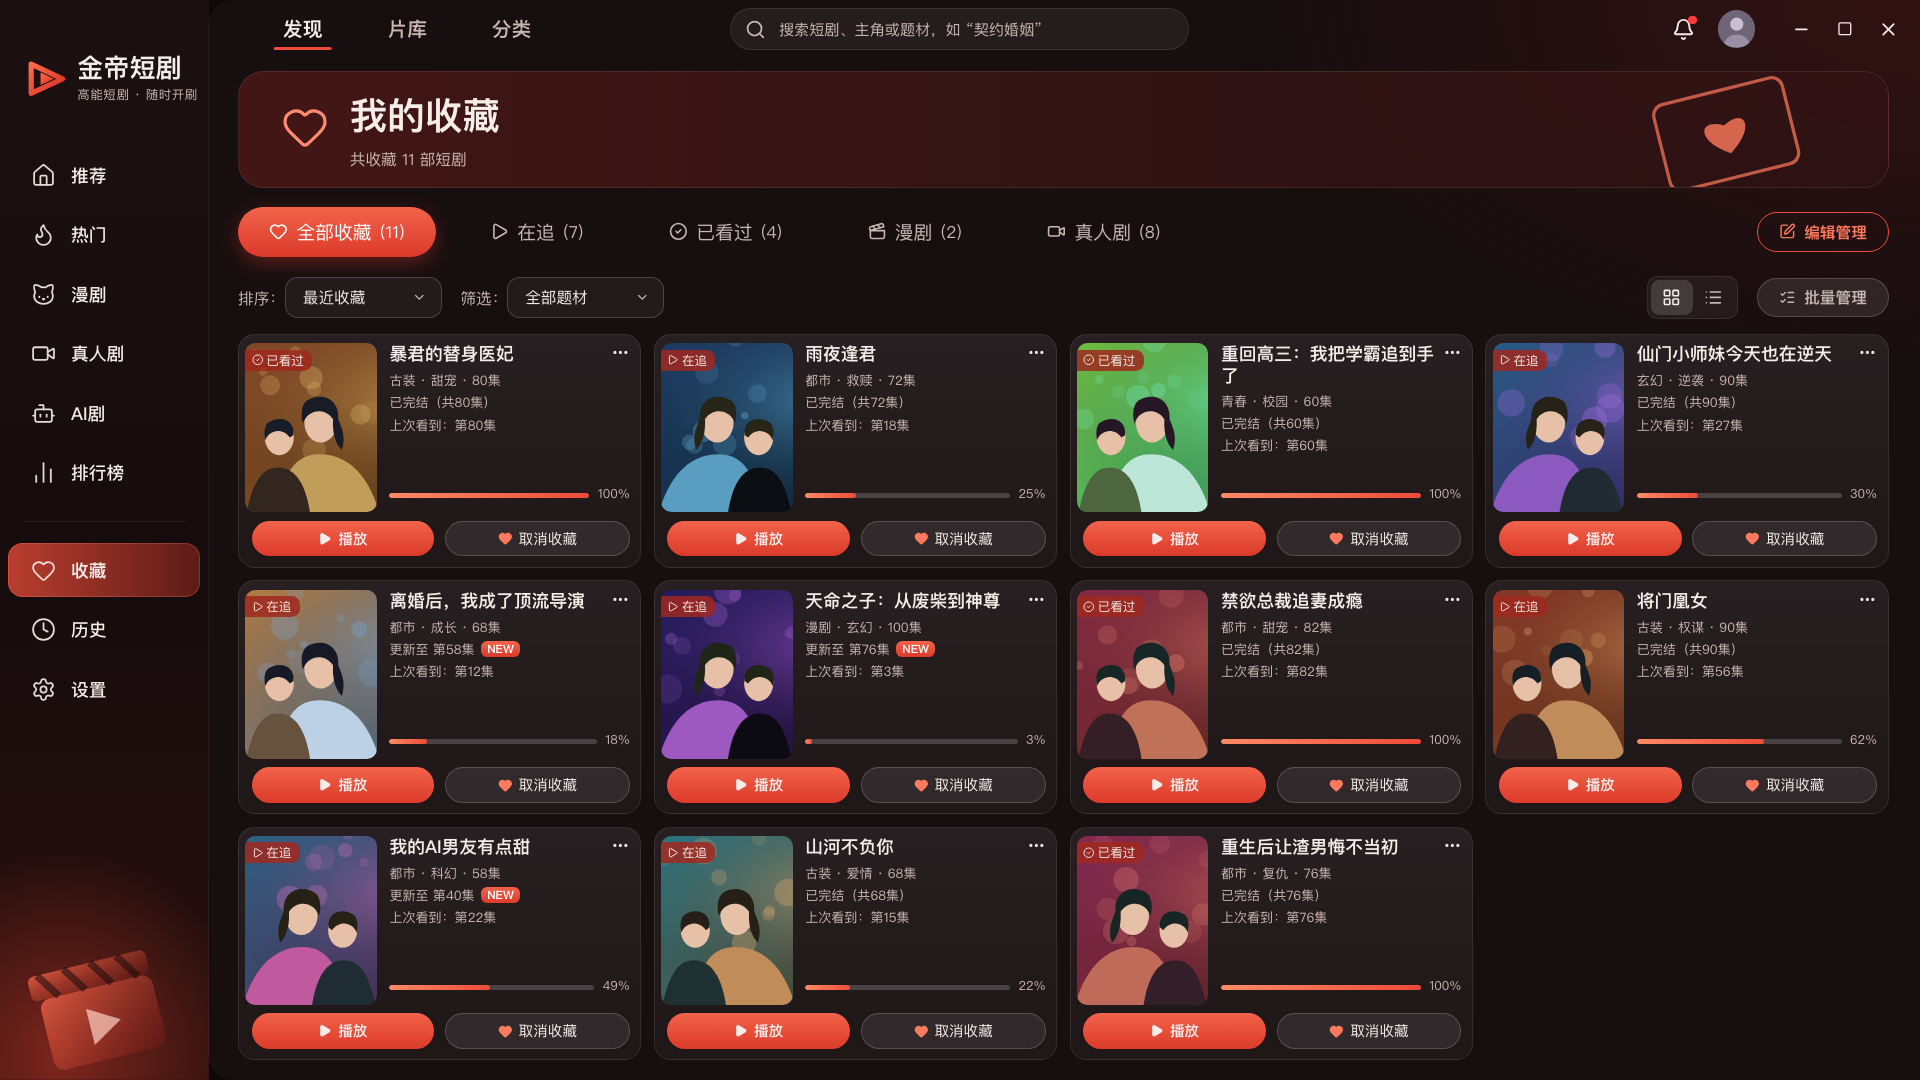 发现
片库
分类
搜索短剧、主角或题材，如 “契约婚姻”
金帝短剧
高能短剧 · 随时开刷
推荐
热门
漫剧
真人剧
AI剧
排行榜
收藏
历史
设置
我的收藏
共收藏 11 部短剧
全部收藏 (11)
在追 (7)
已看过 (4)
漫剧 (2)
真人剧 (8)
编辑管理
排序：
最近收藏
筛选：
全部题材
批量管理
已看过
暴君的替身医妃
古装 · 甜宠 · 80集
已完结（共80集）
上次看到：第80集
100%
播放
取消收藏
在追
雨夜逢君
都市 · 救赎 · 72集
已完结（共72集）
上次看到：第18集
25%
播放
取消收藏
已看过
重回高三：我把学霸追到手
了
青春 · 校园 · 60集
已完结（共60集）
上次看到：第60集
100%
播放
取消收藏
在追
仙门小师妹今天也在逆天
玄幻 · 逆袭 · 90集
已完结（共90集）
上次看到：第27集
30%
播放
取消收藏
在追
离婚后，我成了顶流导演
都市 · 成长 · 68集
更新至 第58集 NEW
上次看到：第12集
18%
播放
取消收藏
在追
天命之子：从废柴到神尊
漫剧 · 玄幻 · 100集
更新至 第76集 NEW
上次看到：第3集
3%
播放
取消收藏
已看过
禁欲总裁追妻成瘾
都市 · 甜宠 · 82集
已完结（共82集）
上次看到：第82集
100%
播放
取消收藏
在追
将门凰女
古装 · 权谋 · 90集
已完结（共90集）
上次看到：第56集
62%
播放
取消收藏
在追
我的AI男友有点甜
都市 · 科幻 · 58集
更新至 第40集 NEW
上次看到：第22集
49%
播放
取消收藏
在追
山河不负你
古装 · 爱情 · 68集
已完结（共68集）
上次看到：第15集
22%
播放
取消收藏
已看过
重生后让渣男悔不当初
都市 · 复仇 · 76集
已完结（共76集）
上次看到：第76集
100%
播放
取消收藏